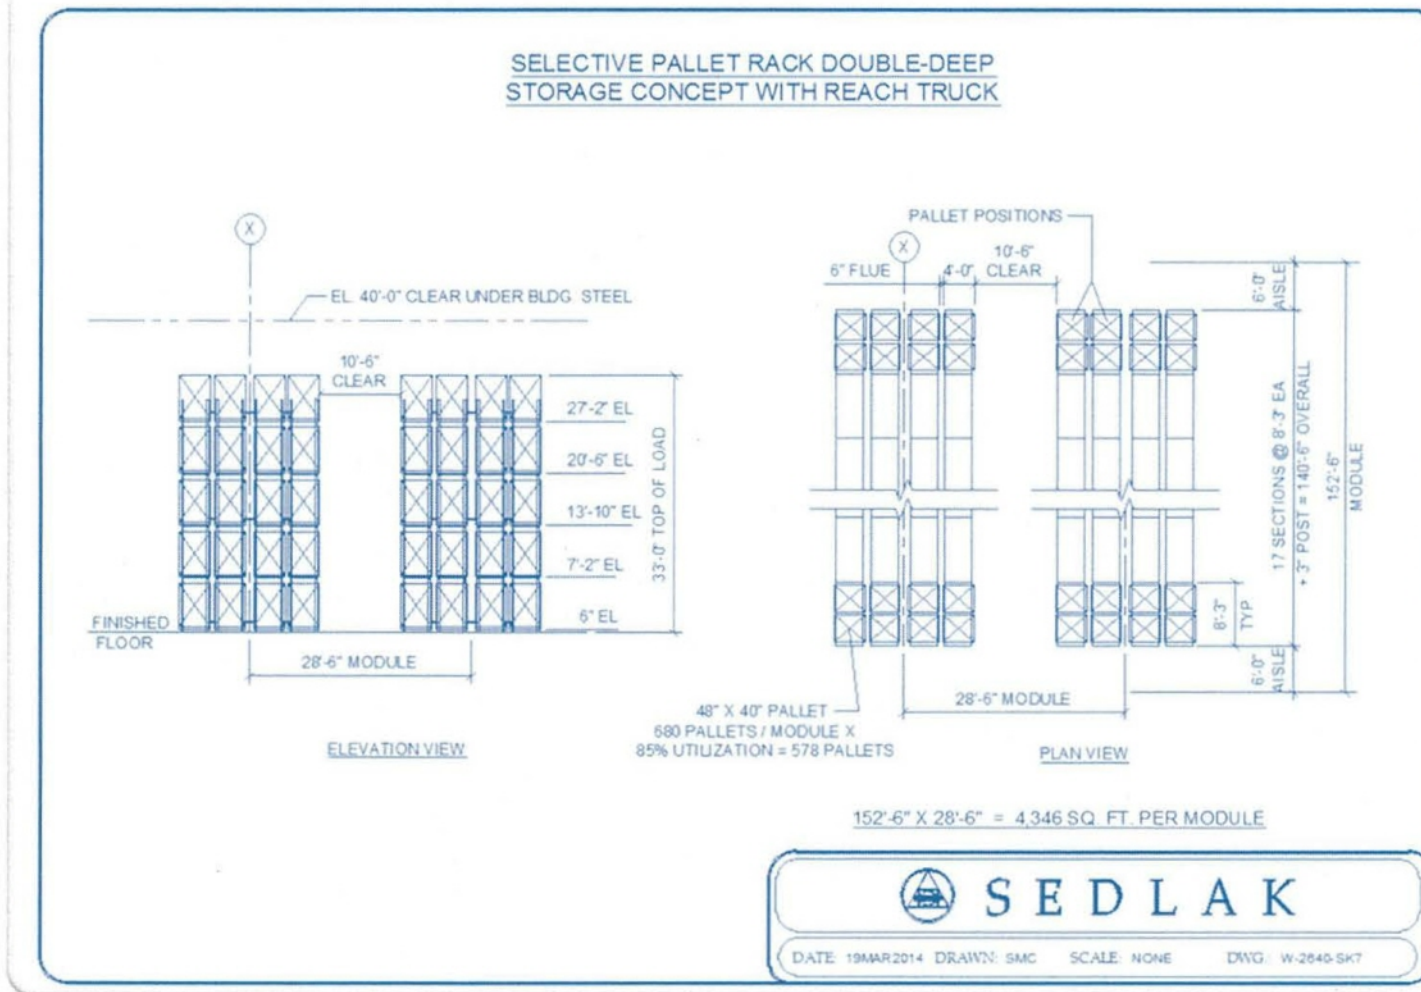 SELECTIVE PALLET RACK DOUBLE-DEEP
STORAGE CONCEPT WITH REACH TRUCK
X
EL. 40'-0" CLEAR UNDER BLDG. STEEL
10'-6"
CLEAR
27'-2" EL
20'-6" EL
13'-10" EL
7'-2" EL
6" EL
33'-0" TOP OF LOAD
FINISHED
FLOOR
28'-6" MODULE
ELEVATION VIEW
PALLET POSITIONS
X
6" FLUE
4'-0"
10'-6"
CLEAR
6'-0"
AISLE
17 SECTIONS @ 8'-3" EA
+ 3" POST = 140'-6" OVERALL
152'-6"
MODULE
8'-3"
TYP
6'-0"
AISLE
28'-6" MODULE
48" X 40" PALLET
680 PALLETS / MODULE X
85% UTILIZATION = 578 PALLETS
PLAN VIEW
152'-6" X 28'-6" = 4,346 SQ. FT. PER MODULE
SEDLAK
DATE: 19MAR2014 DRAWN: SMC SCALE: NONE DWG.: W-2640-SK7